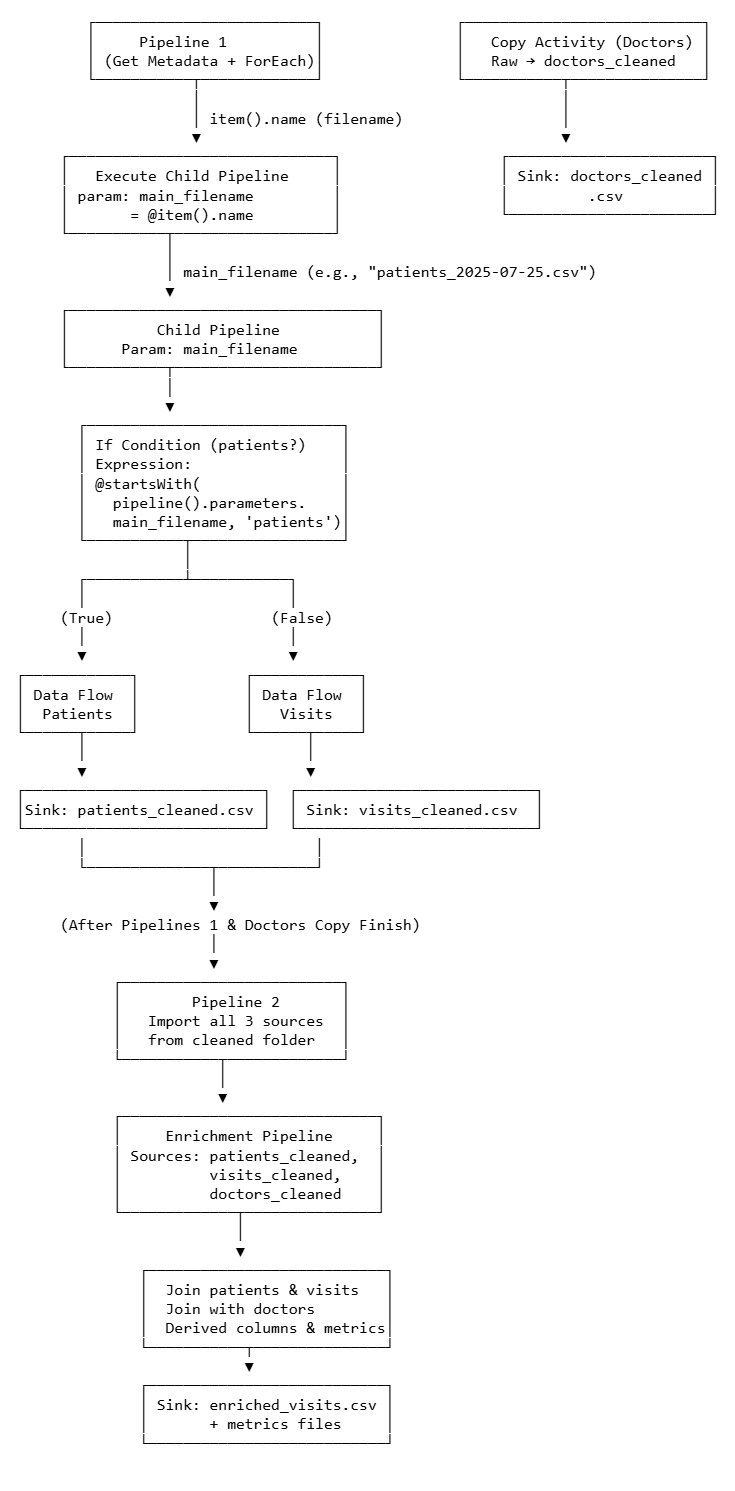 Pipeline 1
(Get Metadata + ForEach)
Copy Activity (Doctors)
Raw → doctors_cleaned
item().name (filename)
Execute Child Pipeline
param: main_filename
= @item().name
Sink: doctors_cleaned
.csv
main_filename (e.g., "patients_2025-07-25.csv")
Child Pipeline
Param: main_filename
If Condition (patients?)
Expression:
@startsWith(
pipeline().parameters.
main_filename, 'patients')
(True)
(False)
Data Flow
Patients
Data Flow
Visits
Sink: patients_cleaned.csv
Sink: visits_cleaned.csv
(After Pipelines 1 & Doctors Copy Finish)
Pipeline 2
Import all 3 sources
from cleaned folder
Enrichment Pipeline
Sources: patients_cleaned,
visits_cleaned,
doctors_cleaned
Join patients & visits
Join with doctors
Derived columns & metrics
Sink: enriched_visits.csv
+ metrics files